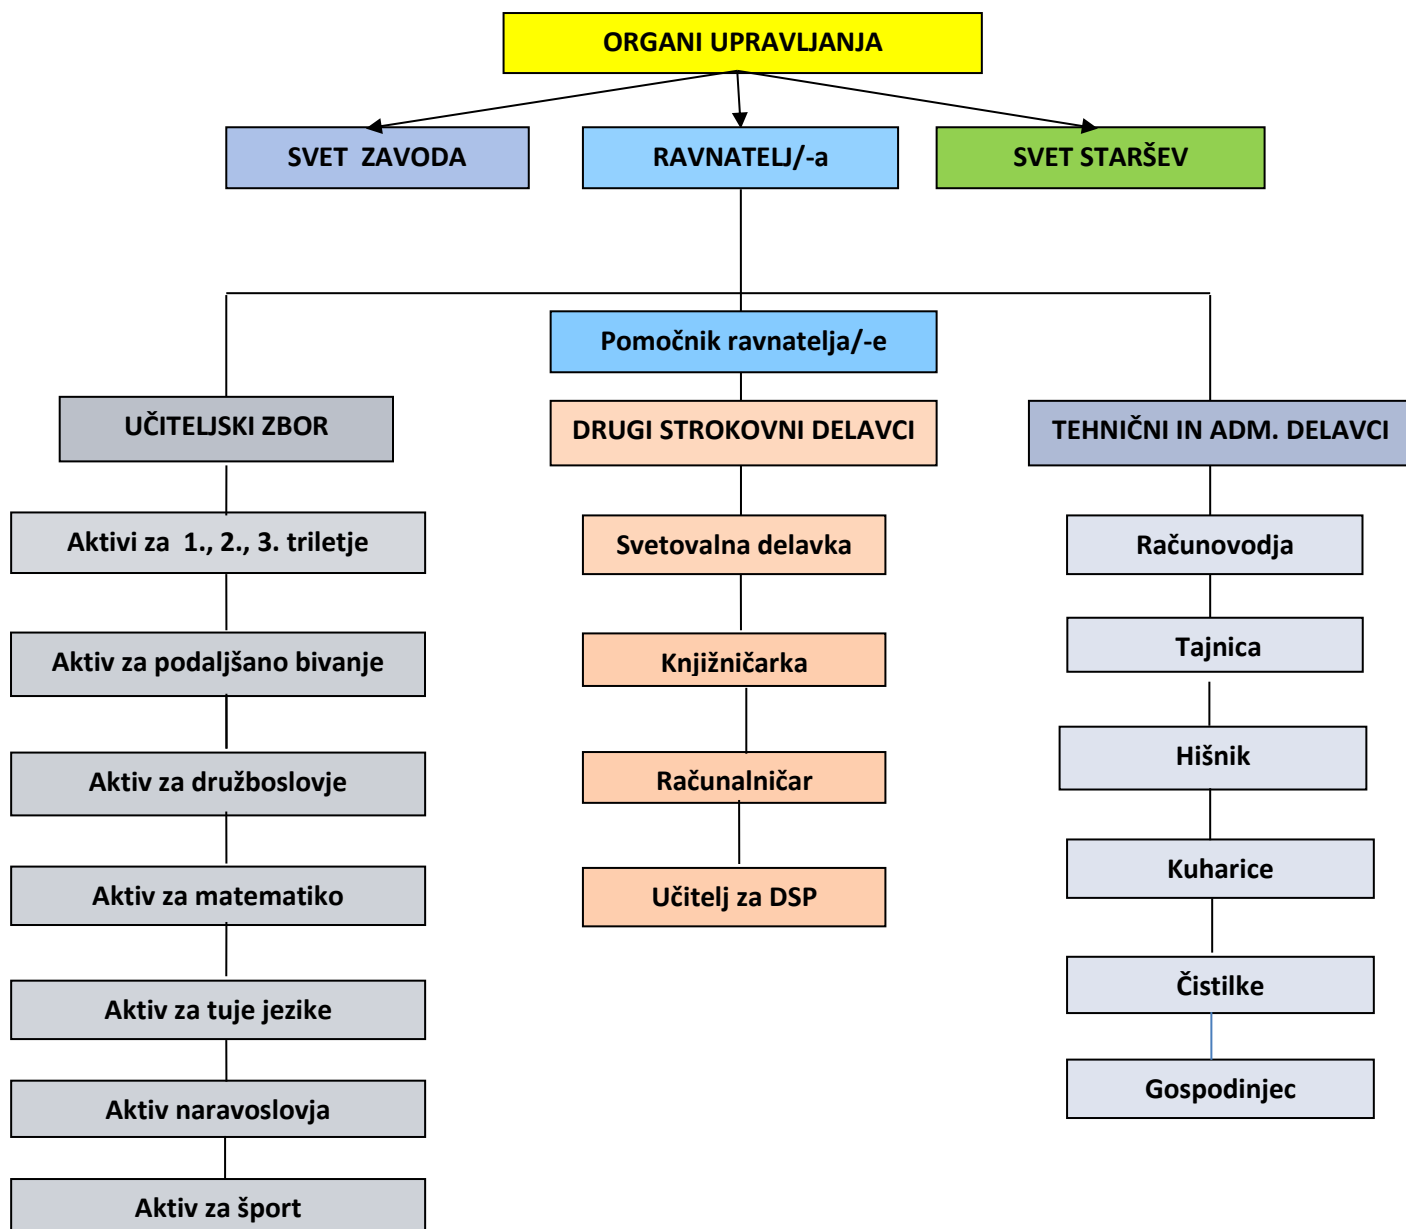 ORGANI UPRAVLJANJA
SVET ZAVODA
RAVNATELJ/-a
SVET STARŠEV
Pomočnik ravnatelja/-e
UČITELJSKI ZBOR
DRUGI STROKOVNI DELAVCI
TEHNIČNI IN ADM. DELAVCI
Aktivi za 1., 2., 3. triletje
Svetovalna delavka
Računovodja
Aktiv za podaljšano bivanje
Knjižničarka
Tajnica
Aktiv za družboslovje
Računalničar
Hišnik
Aktiv za matematiko
Učitelj za DSP
Kuharice
Aktiv za tuje jezike
Čistilke
Aktiv naravoslovja
Gospodinjec
Aktiv za šport